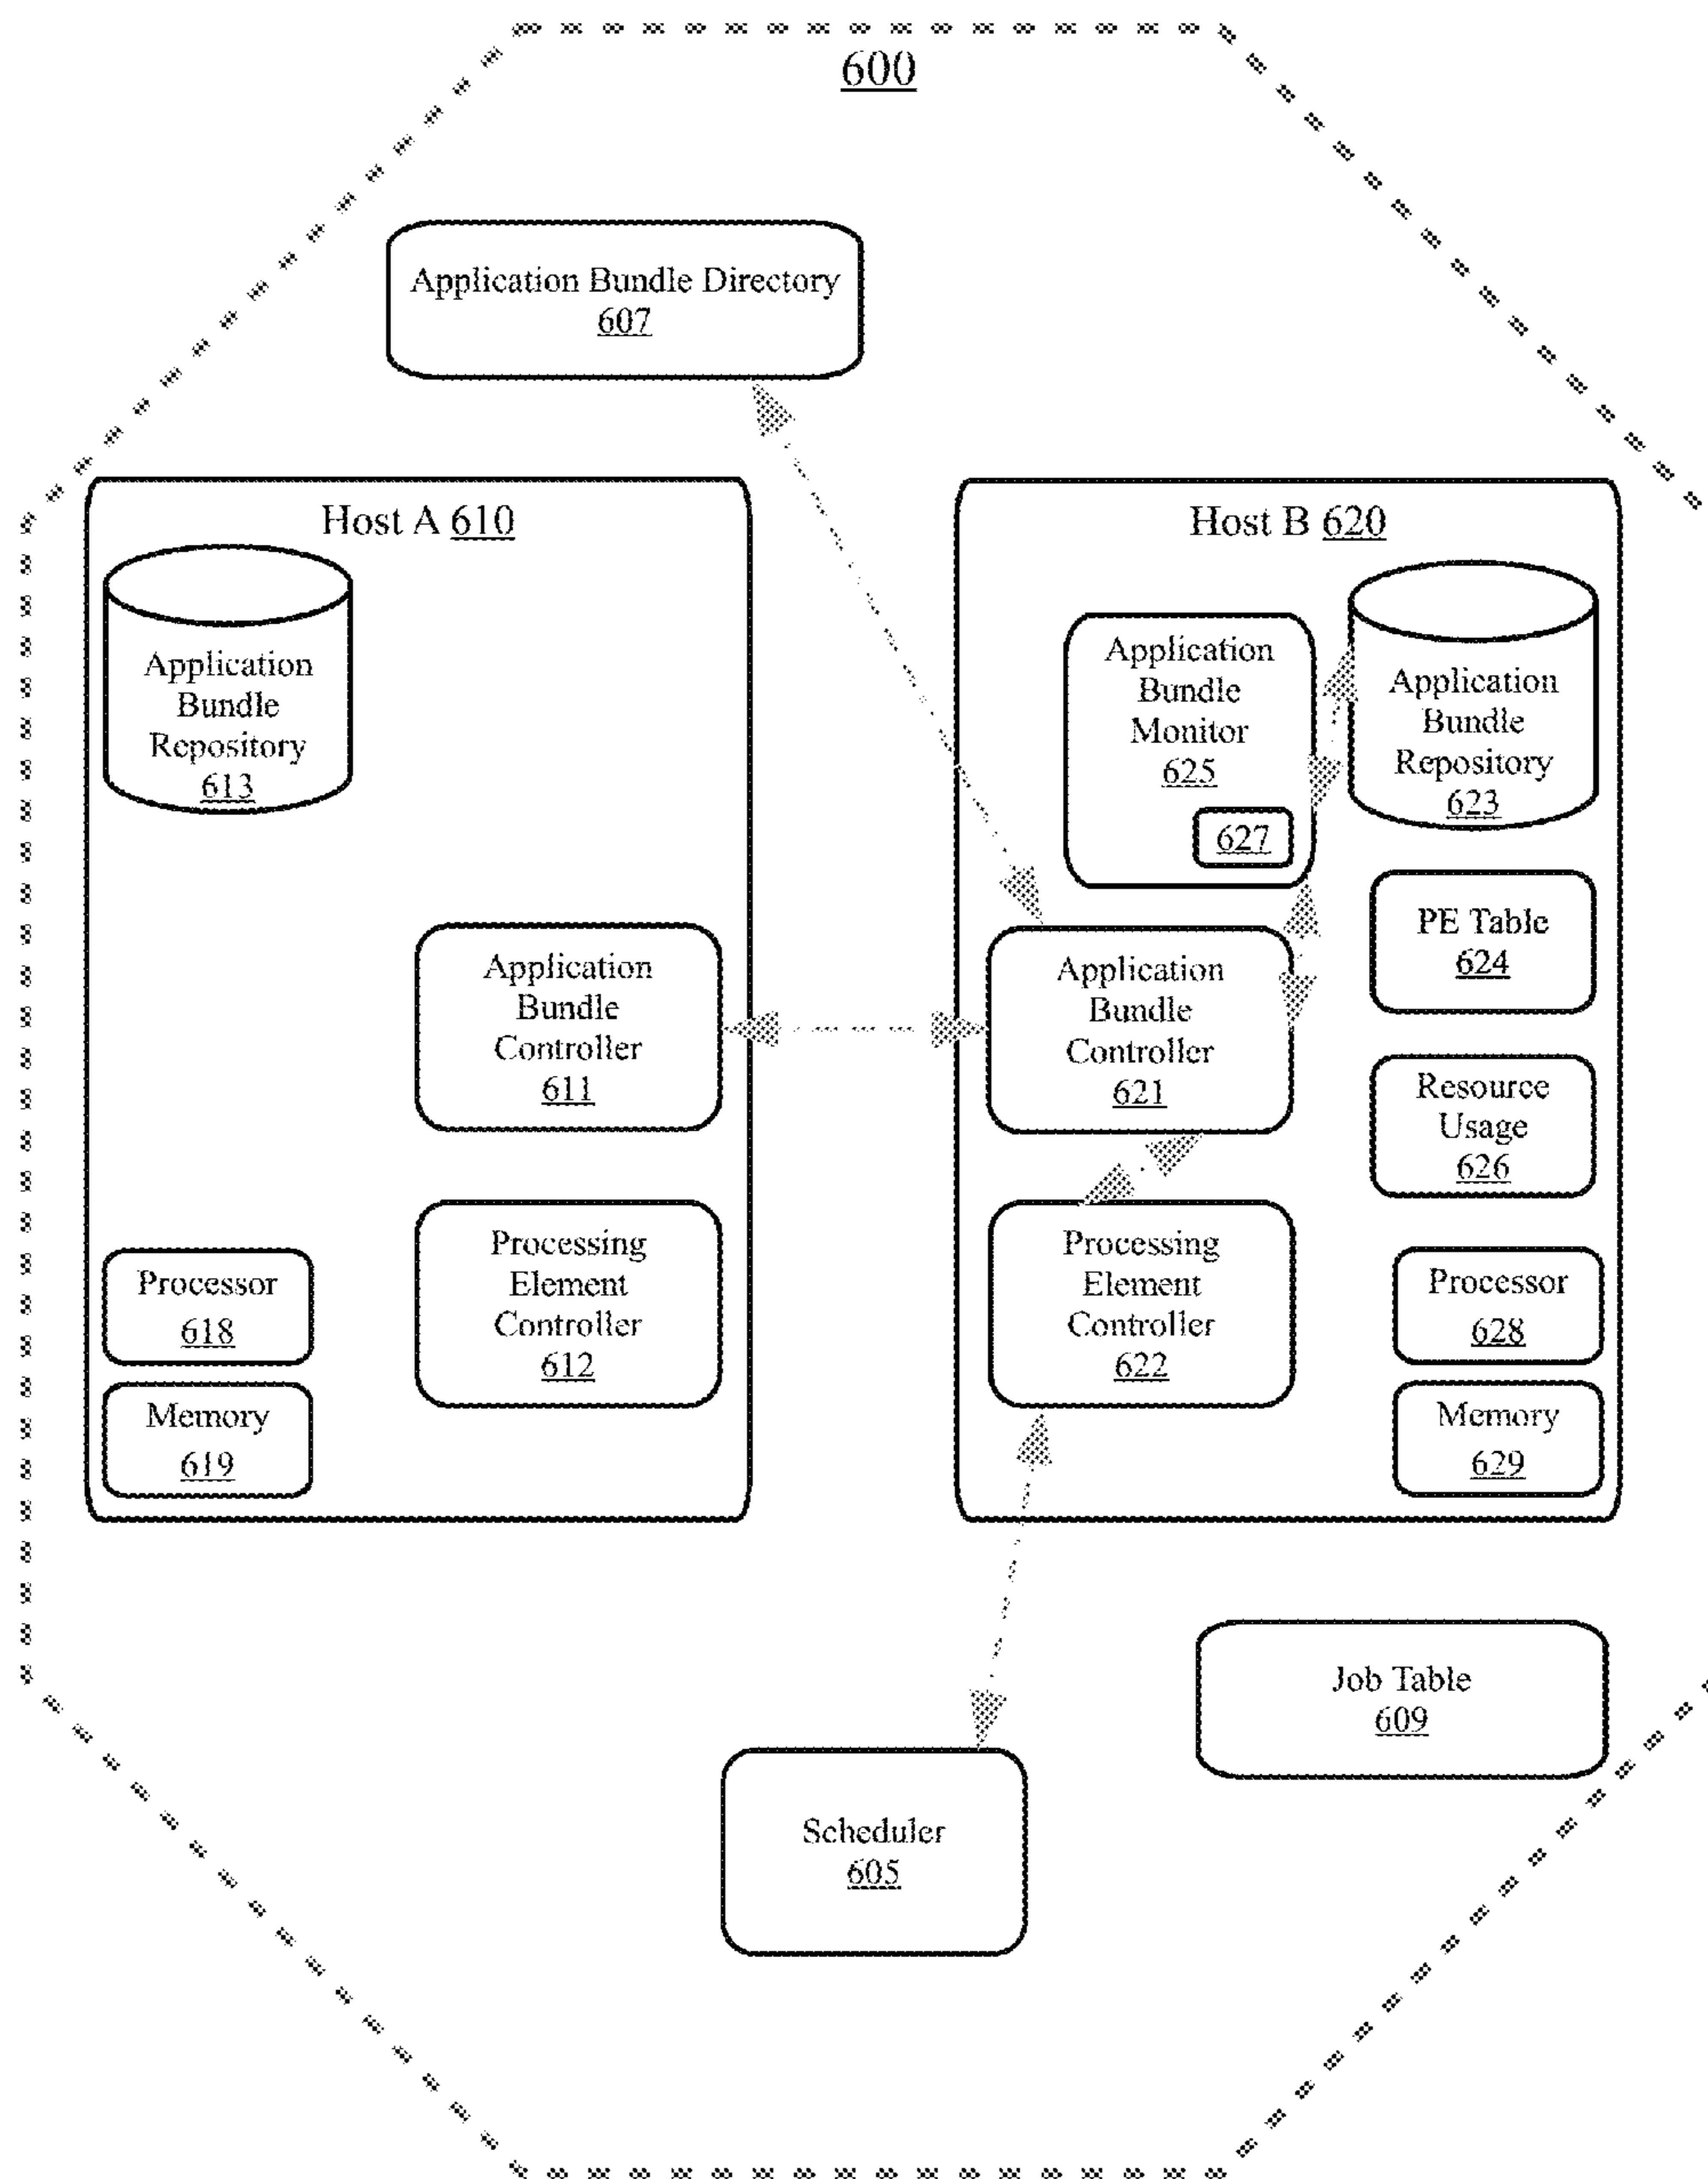 600
Application Bundle Directory
607
Host A 610
Application
Bundle
Repository
613
Application
Bundle
Controller
611
Processing
Element
Controller
612
Processor
618
Memory
619
Host B 620
Application
Bundle
Monitor
625
627
Application
Bundle
Repository
623
PE Table
624
Application
Bundle
Controller
621
Resource
Usage
626
Processing
Element
Controller
622
Processor
628
Memory
629
Job Table
609
Scheduler
605